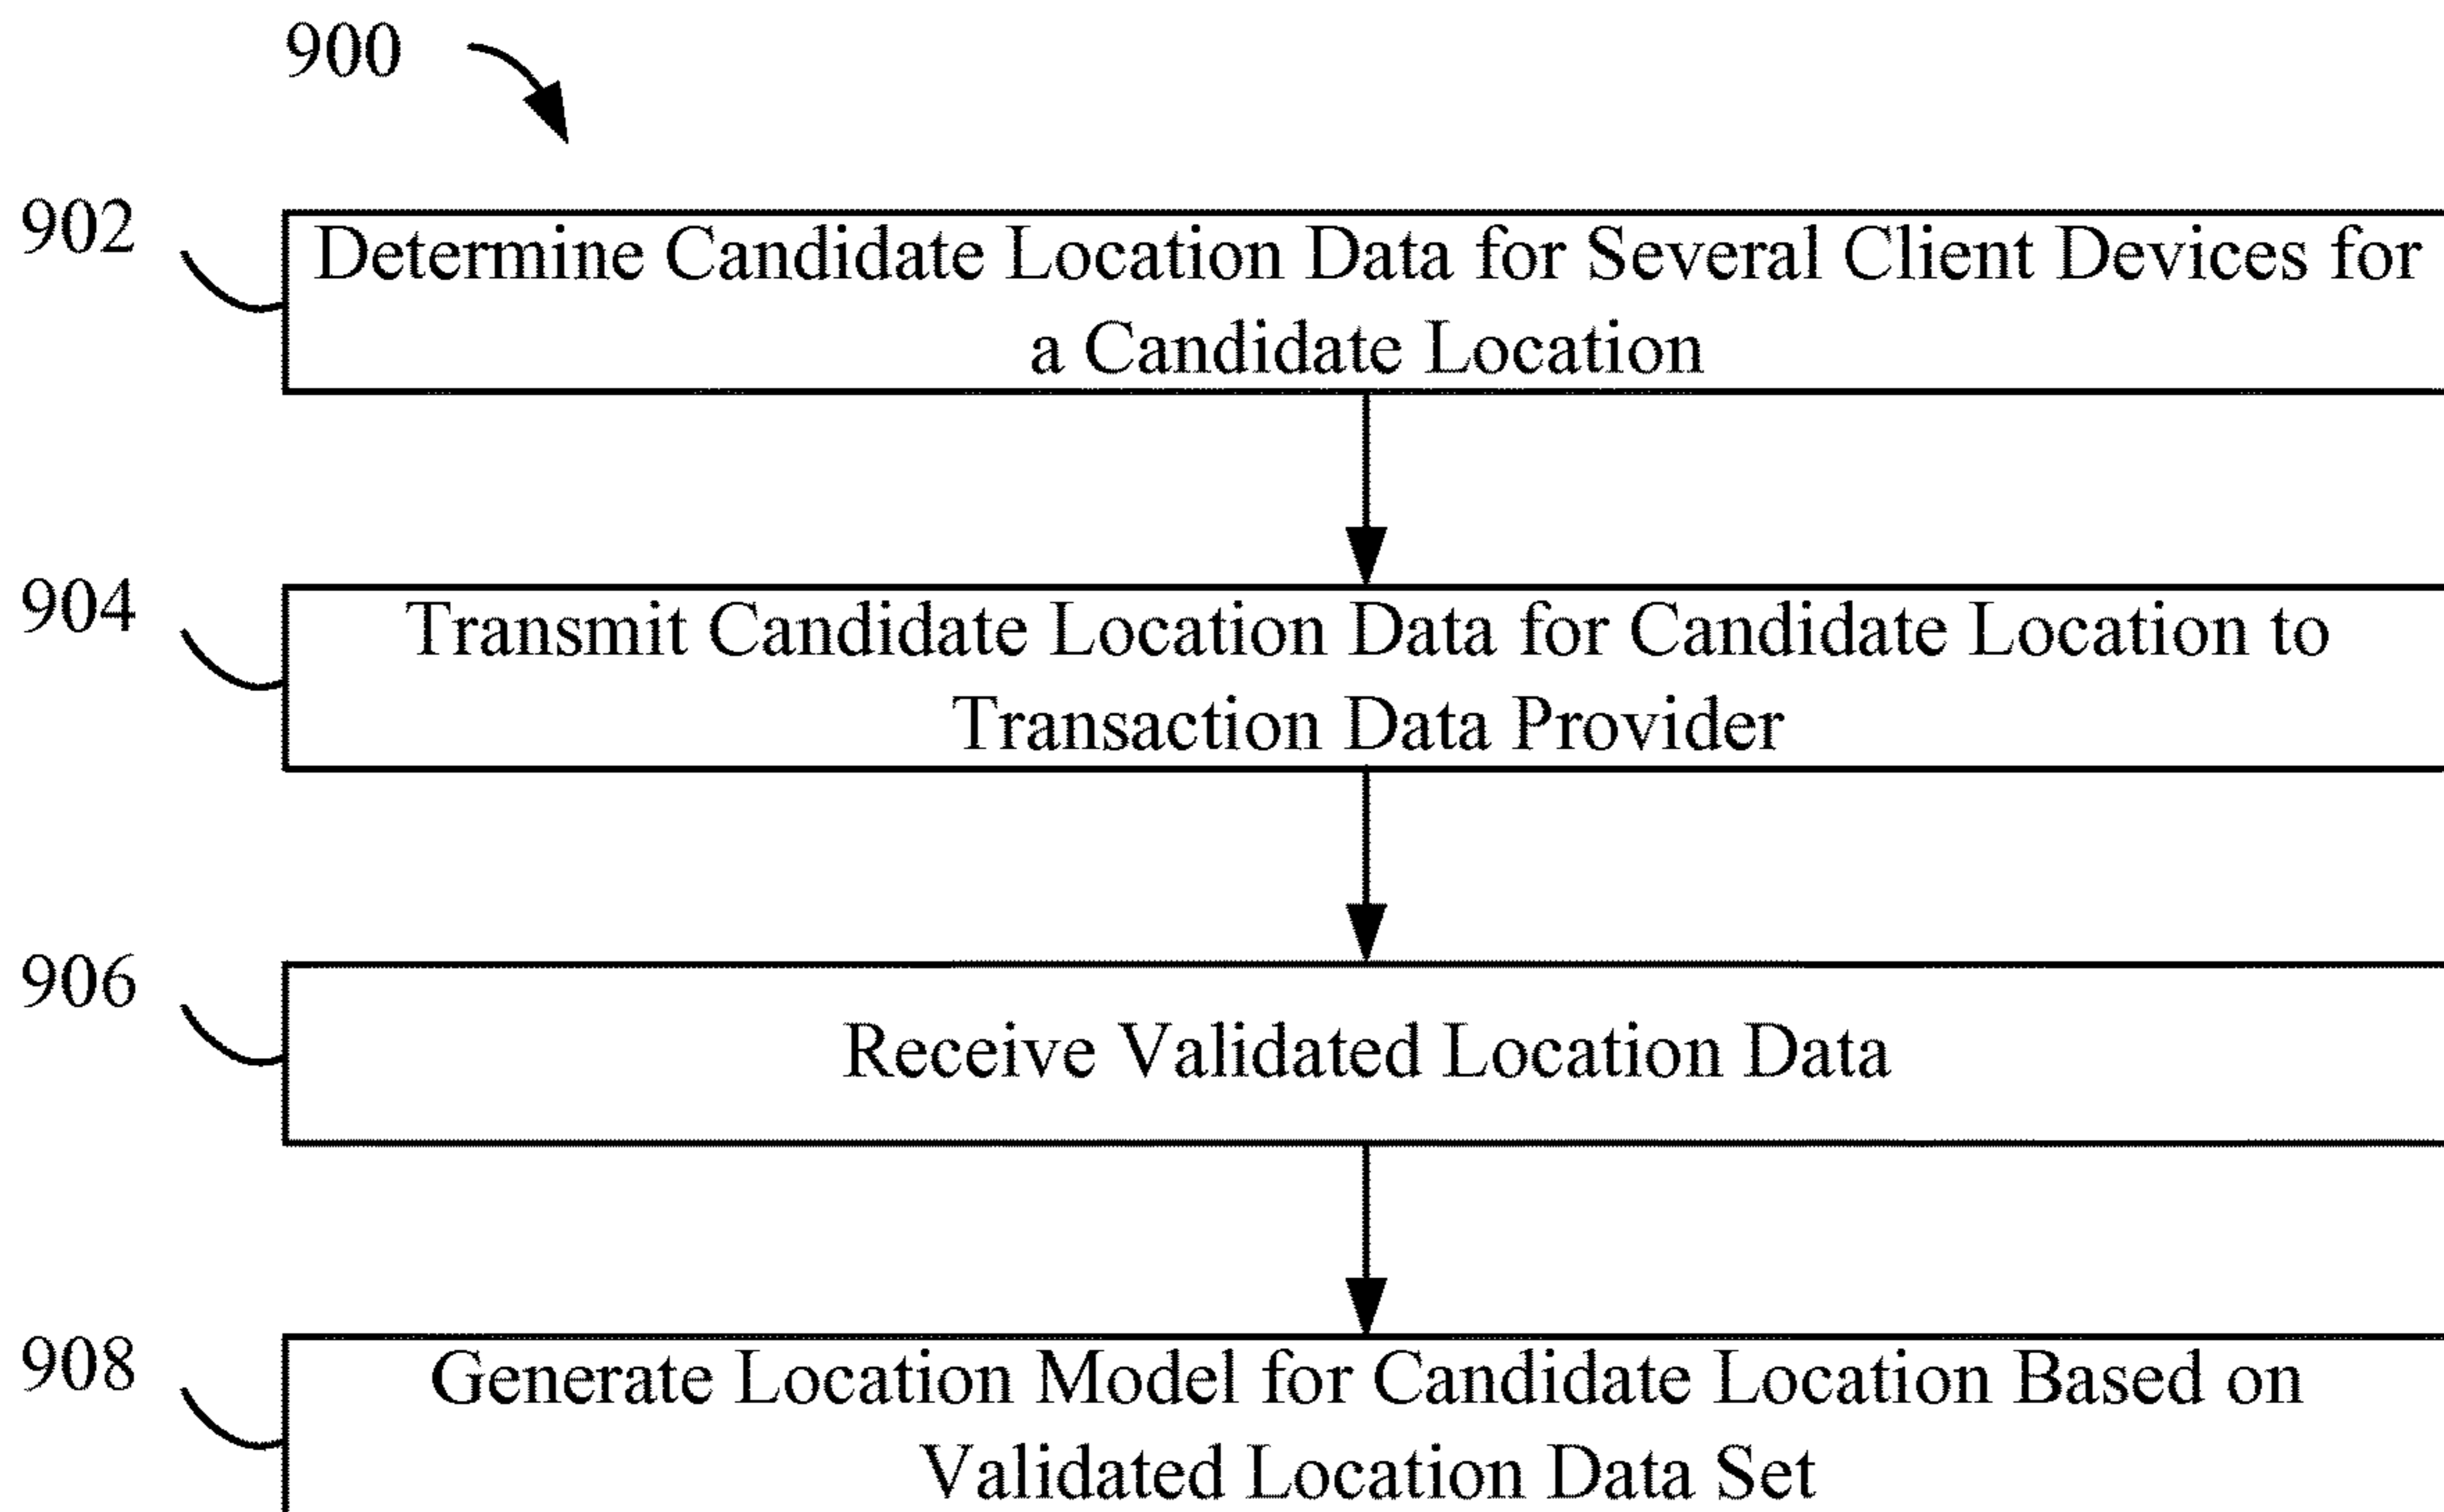 900
902
Determine Candidate Location Data for Several Client Devices for
a Candidate Location
904
Transmit Candidate Location Data for Candidate Location to
Transaction Data Provider
906
Receive Validated Location Data
908
Generate Location Model for Candidate Location Based on
Validated Location Data Set